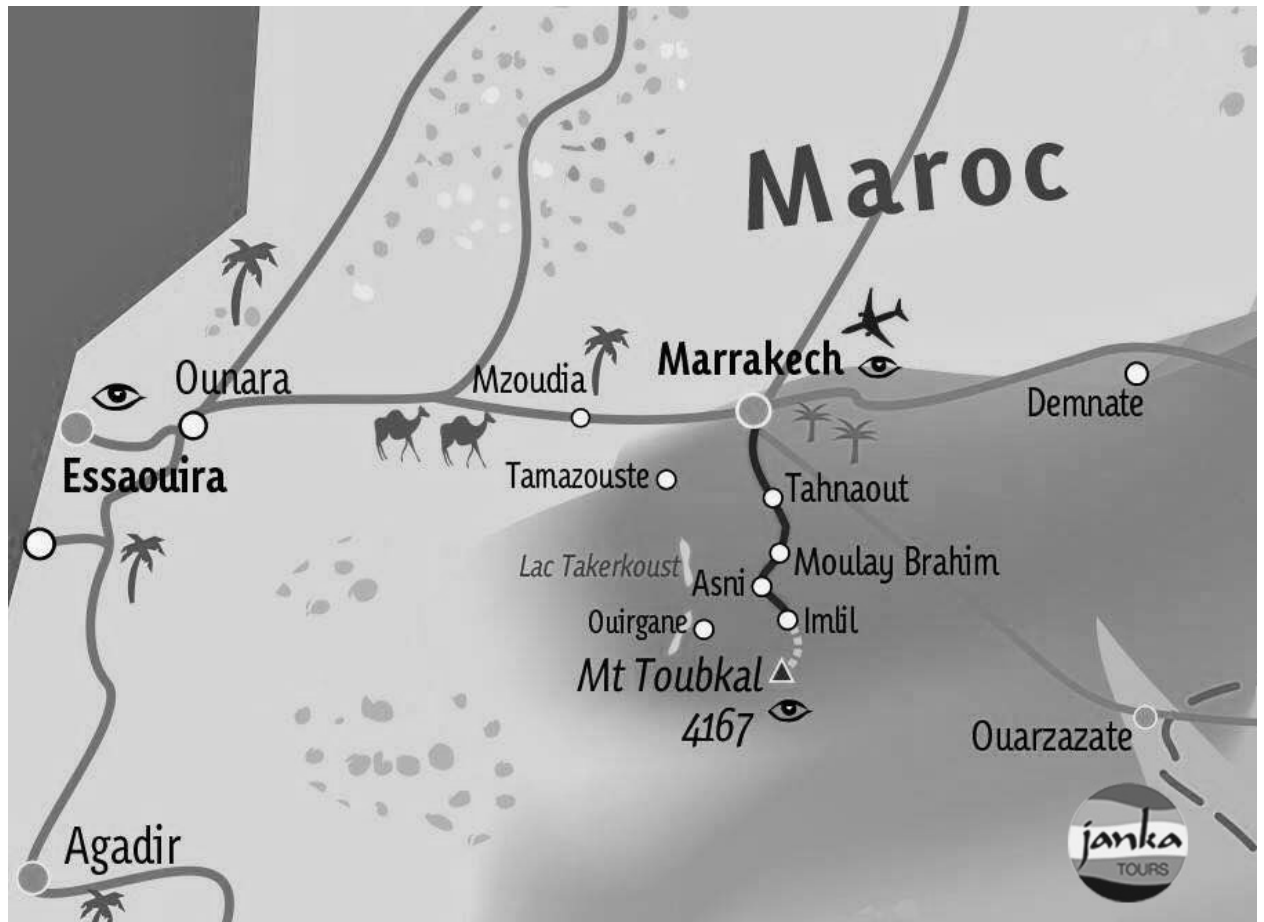 Maroc
Ounara
Mzoudia
Marrakech
Demnate
Essaouira
Tamazouste
Tahnaout
Lac Takerkoust
Moulay Brahim
Asni
Ouirgane
Imlil
Mt Toubkal
4167
Ouarzazate
Agadir
janka
TOURS